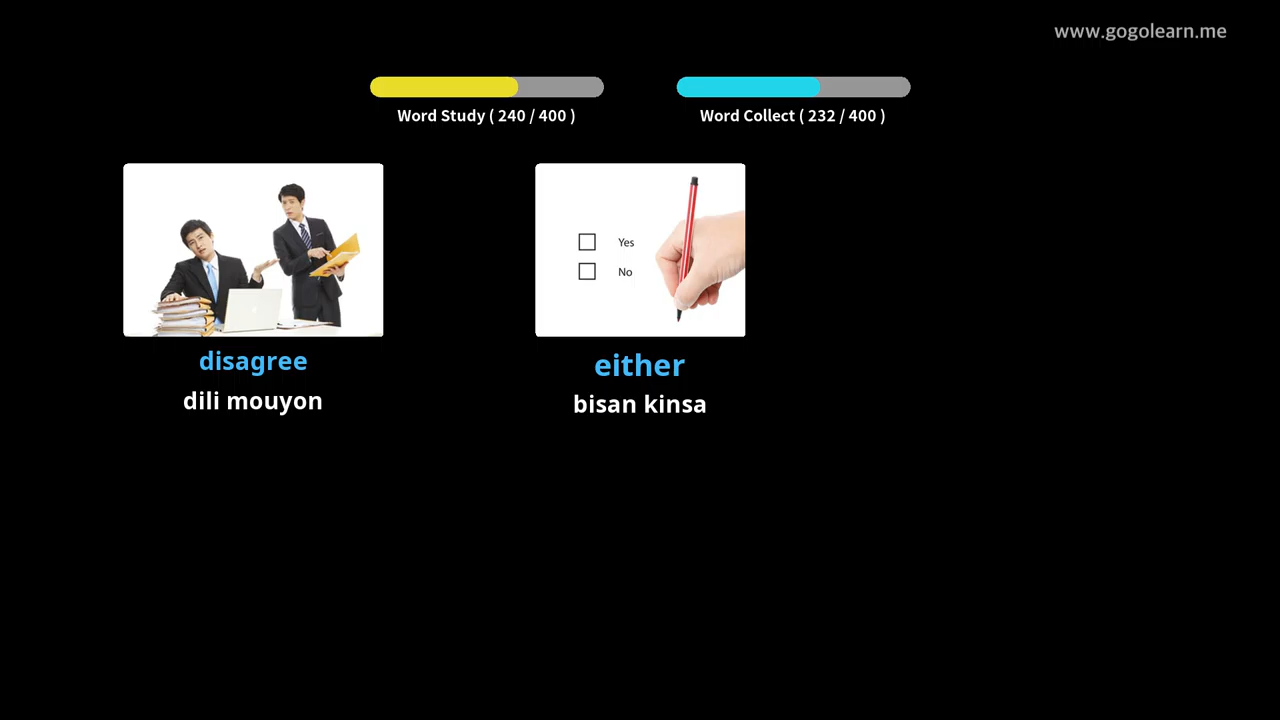 www.gogolearn.me
Word Study ( 240 / 400 )
Word Collect ( 232 / 400 )
Yes
No
disagree
dili mouyon
either
bisan kinsa